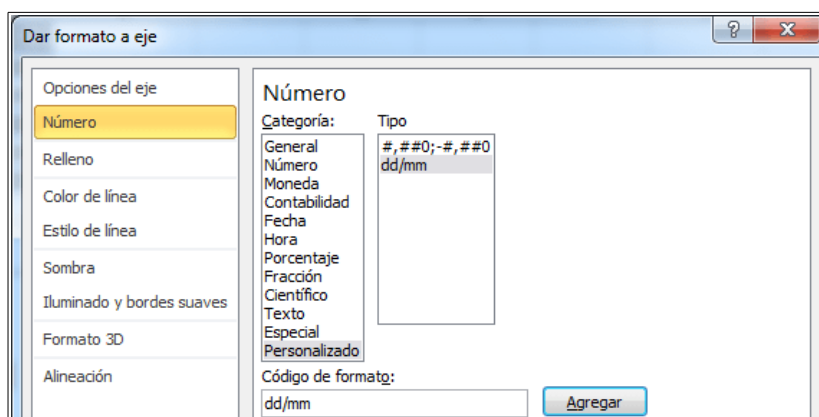 Dar formato a eje
?
Opciones del eje
Número
Relleno
Color de línea
Estilo de línea
Sombra
Iluminado y bordes suaves
Formato 3D
Alineación
Número
Categoría:
General
Número
Moneda
Contabilidad
Fecha
Hora
Porcentaje
Fracción
Científico
Texto
Especial
Personalizado
Tipo
#,##0;-#,##0
dd/mm
Código de formato:
dd/mm
Agregar